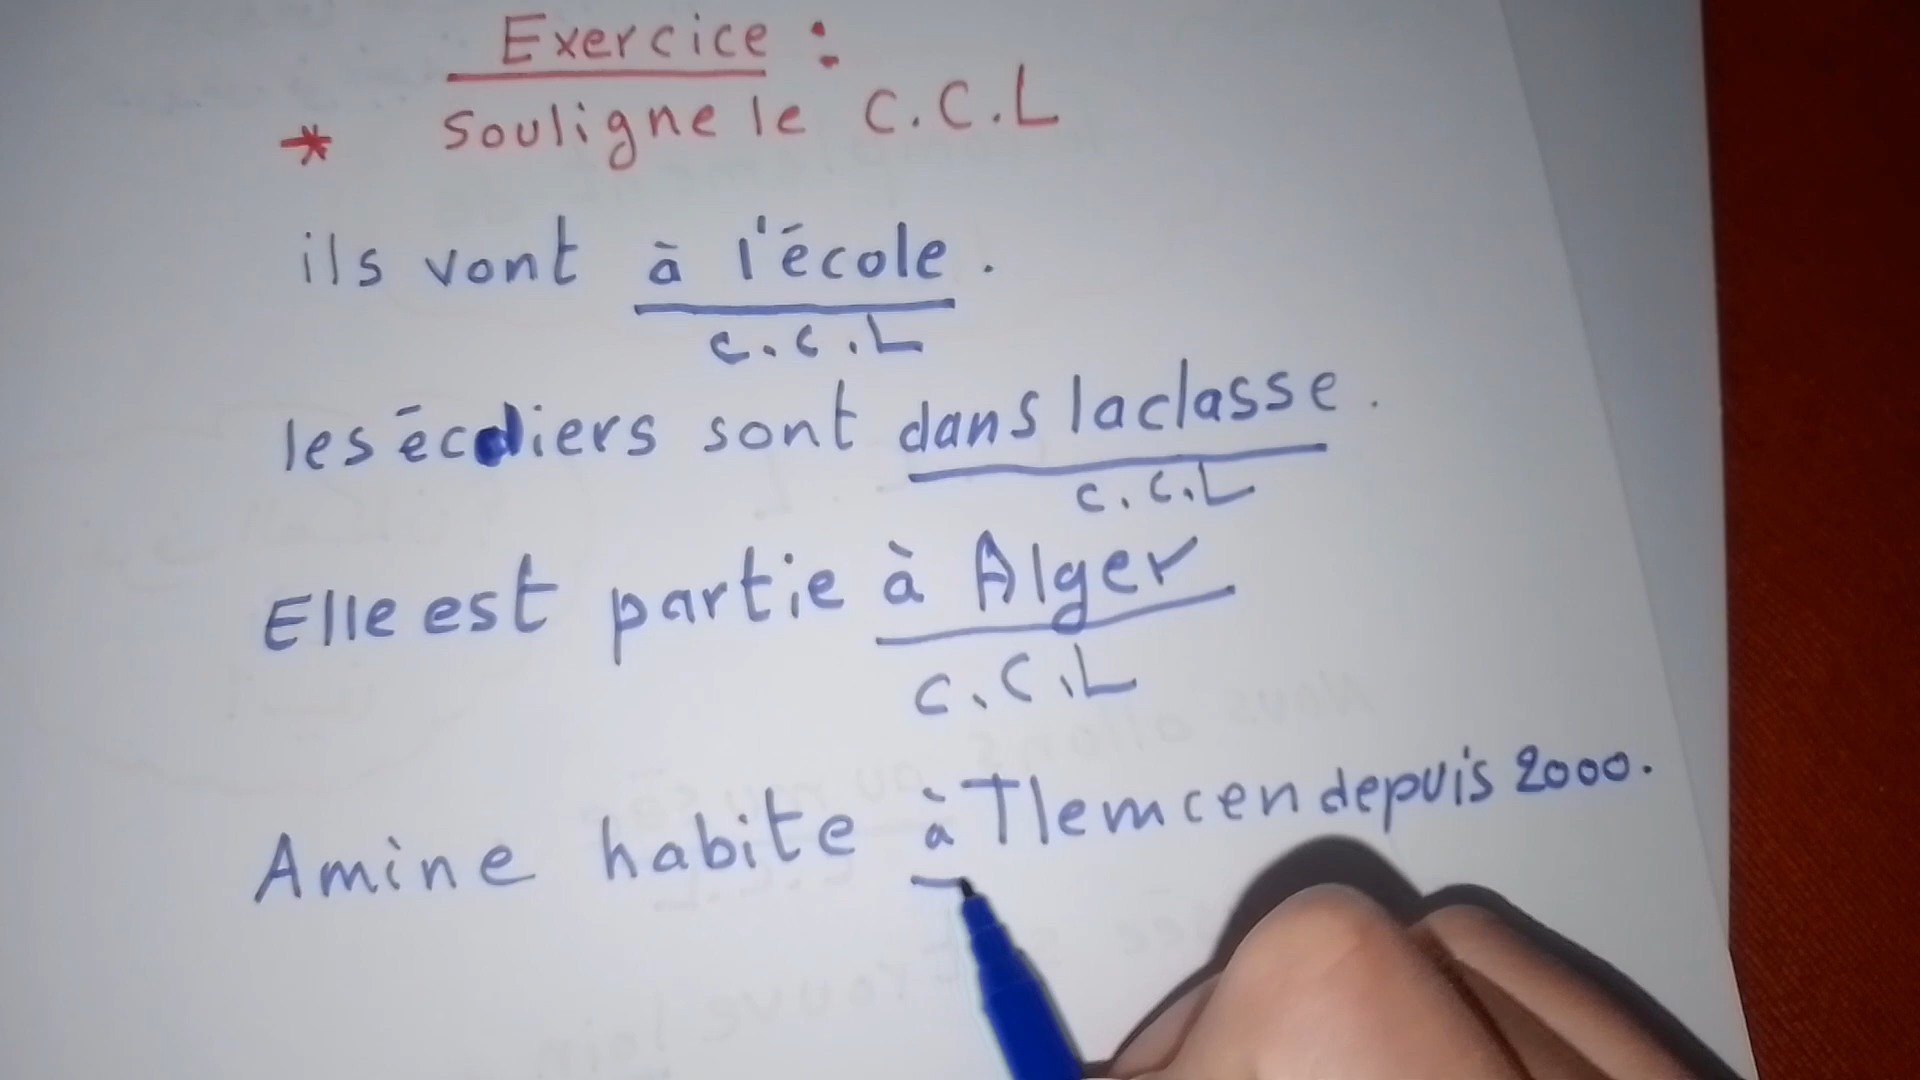 Exercice :
* Souligne le C.C.L
ils vont à l'école .
C.C.L
les écoliers sont dans la classe .
C.C.L
Elle est partie à Alger
C.C.L
Amine habite à Tlemcen depuis 2000.